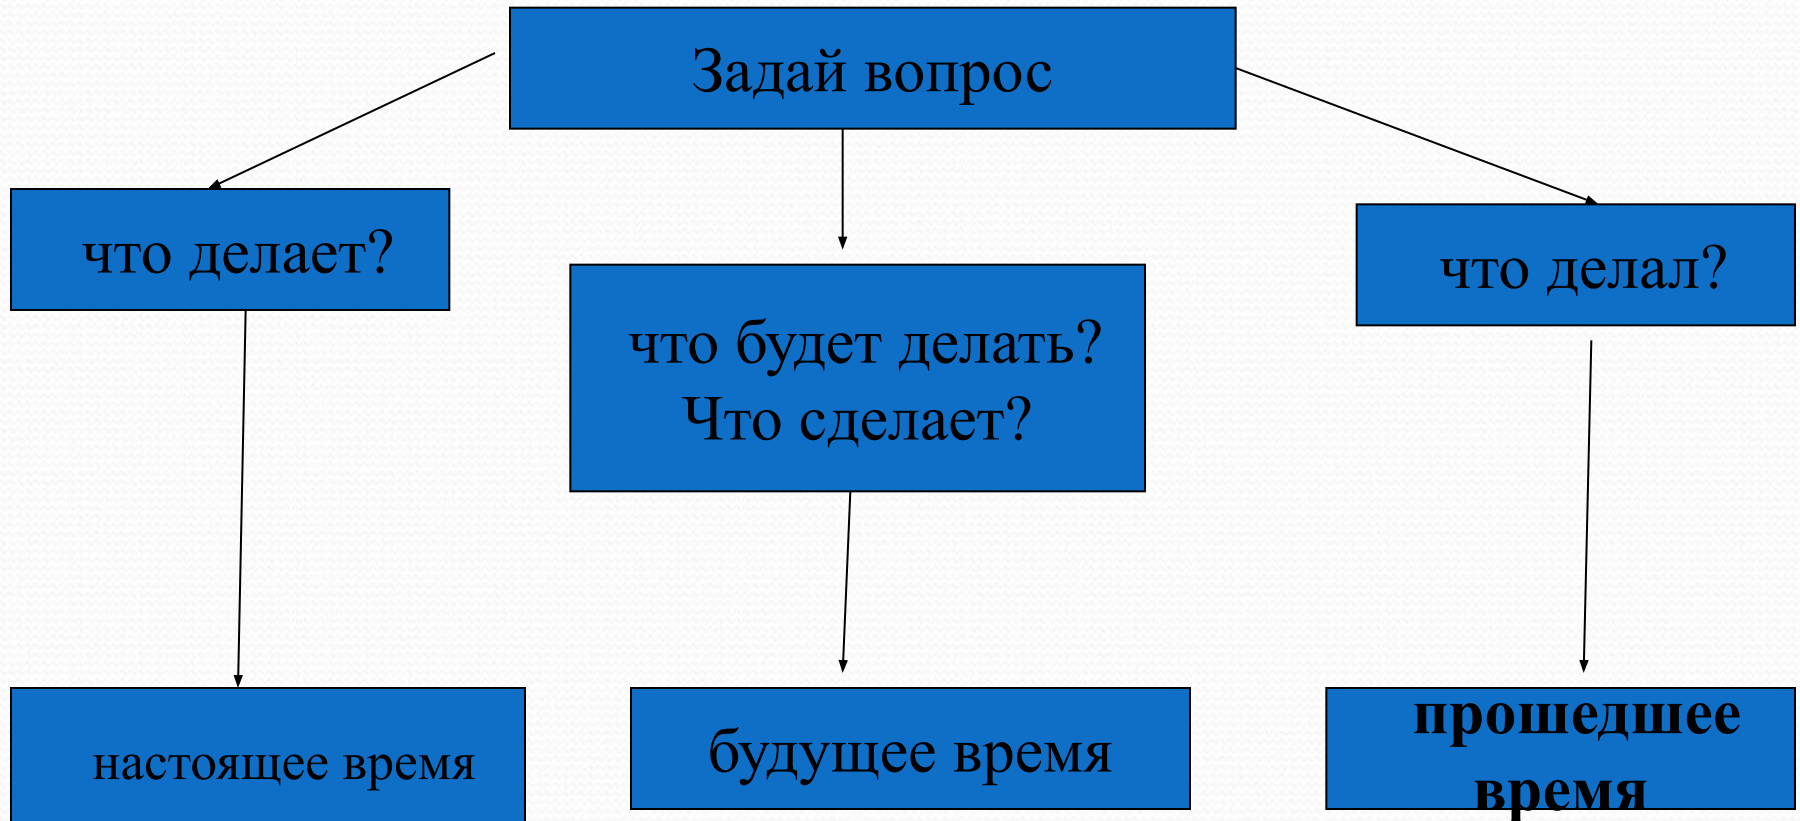 Задай вопрос
что делает?
что будет делать?
Что сделает?
что делал?
настоящее время
будущее время
прошедшее
время